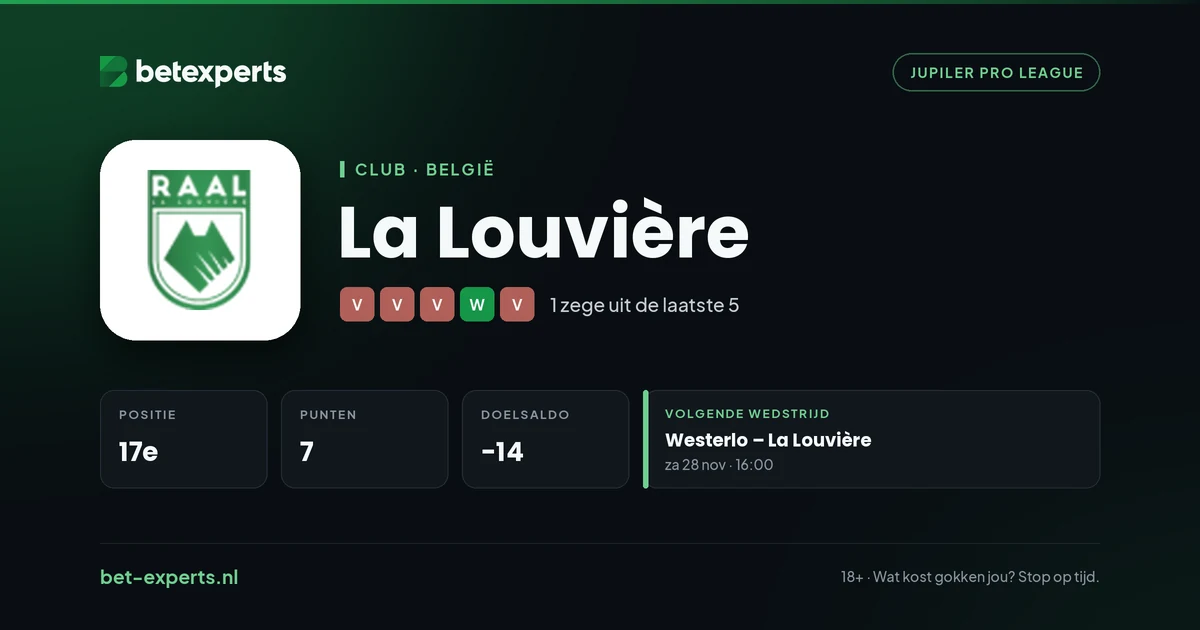 betexperts
JUPILER PRO LEAGUE
RAAL
LA LOUVIÈRE
CLUB · BELGIË
La Louvière
V V V W V 1 zege uit de laatste 5
POSITIE
17e
PUNTEN
7
DOELSALDO
-14
VOLGENDE WEDSTRIJD
Westerlo – La Louvière
za 28 nov · 16:00
bet-experts.nl
18+ · Wat kost gokken jou? Stop op tijd.